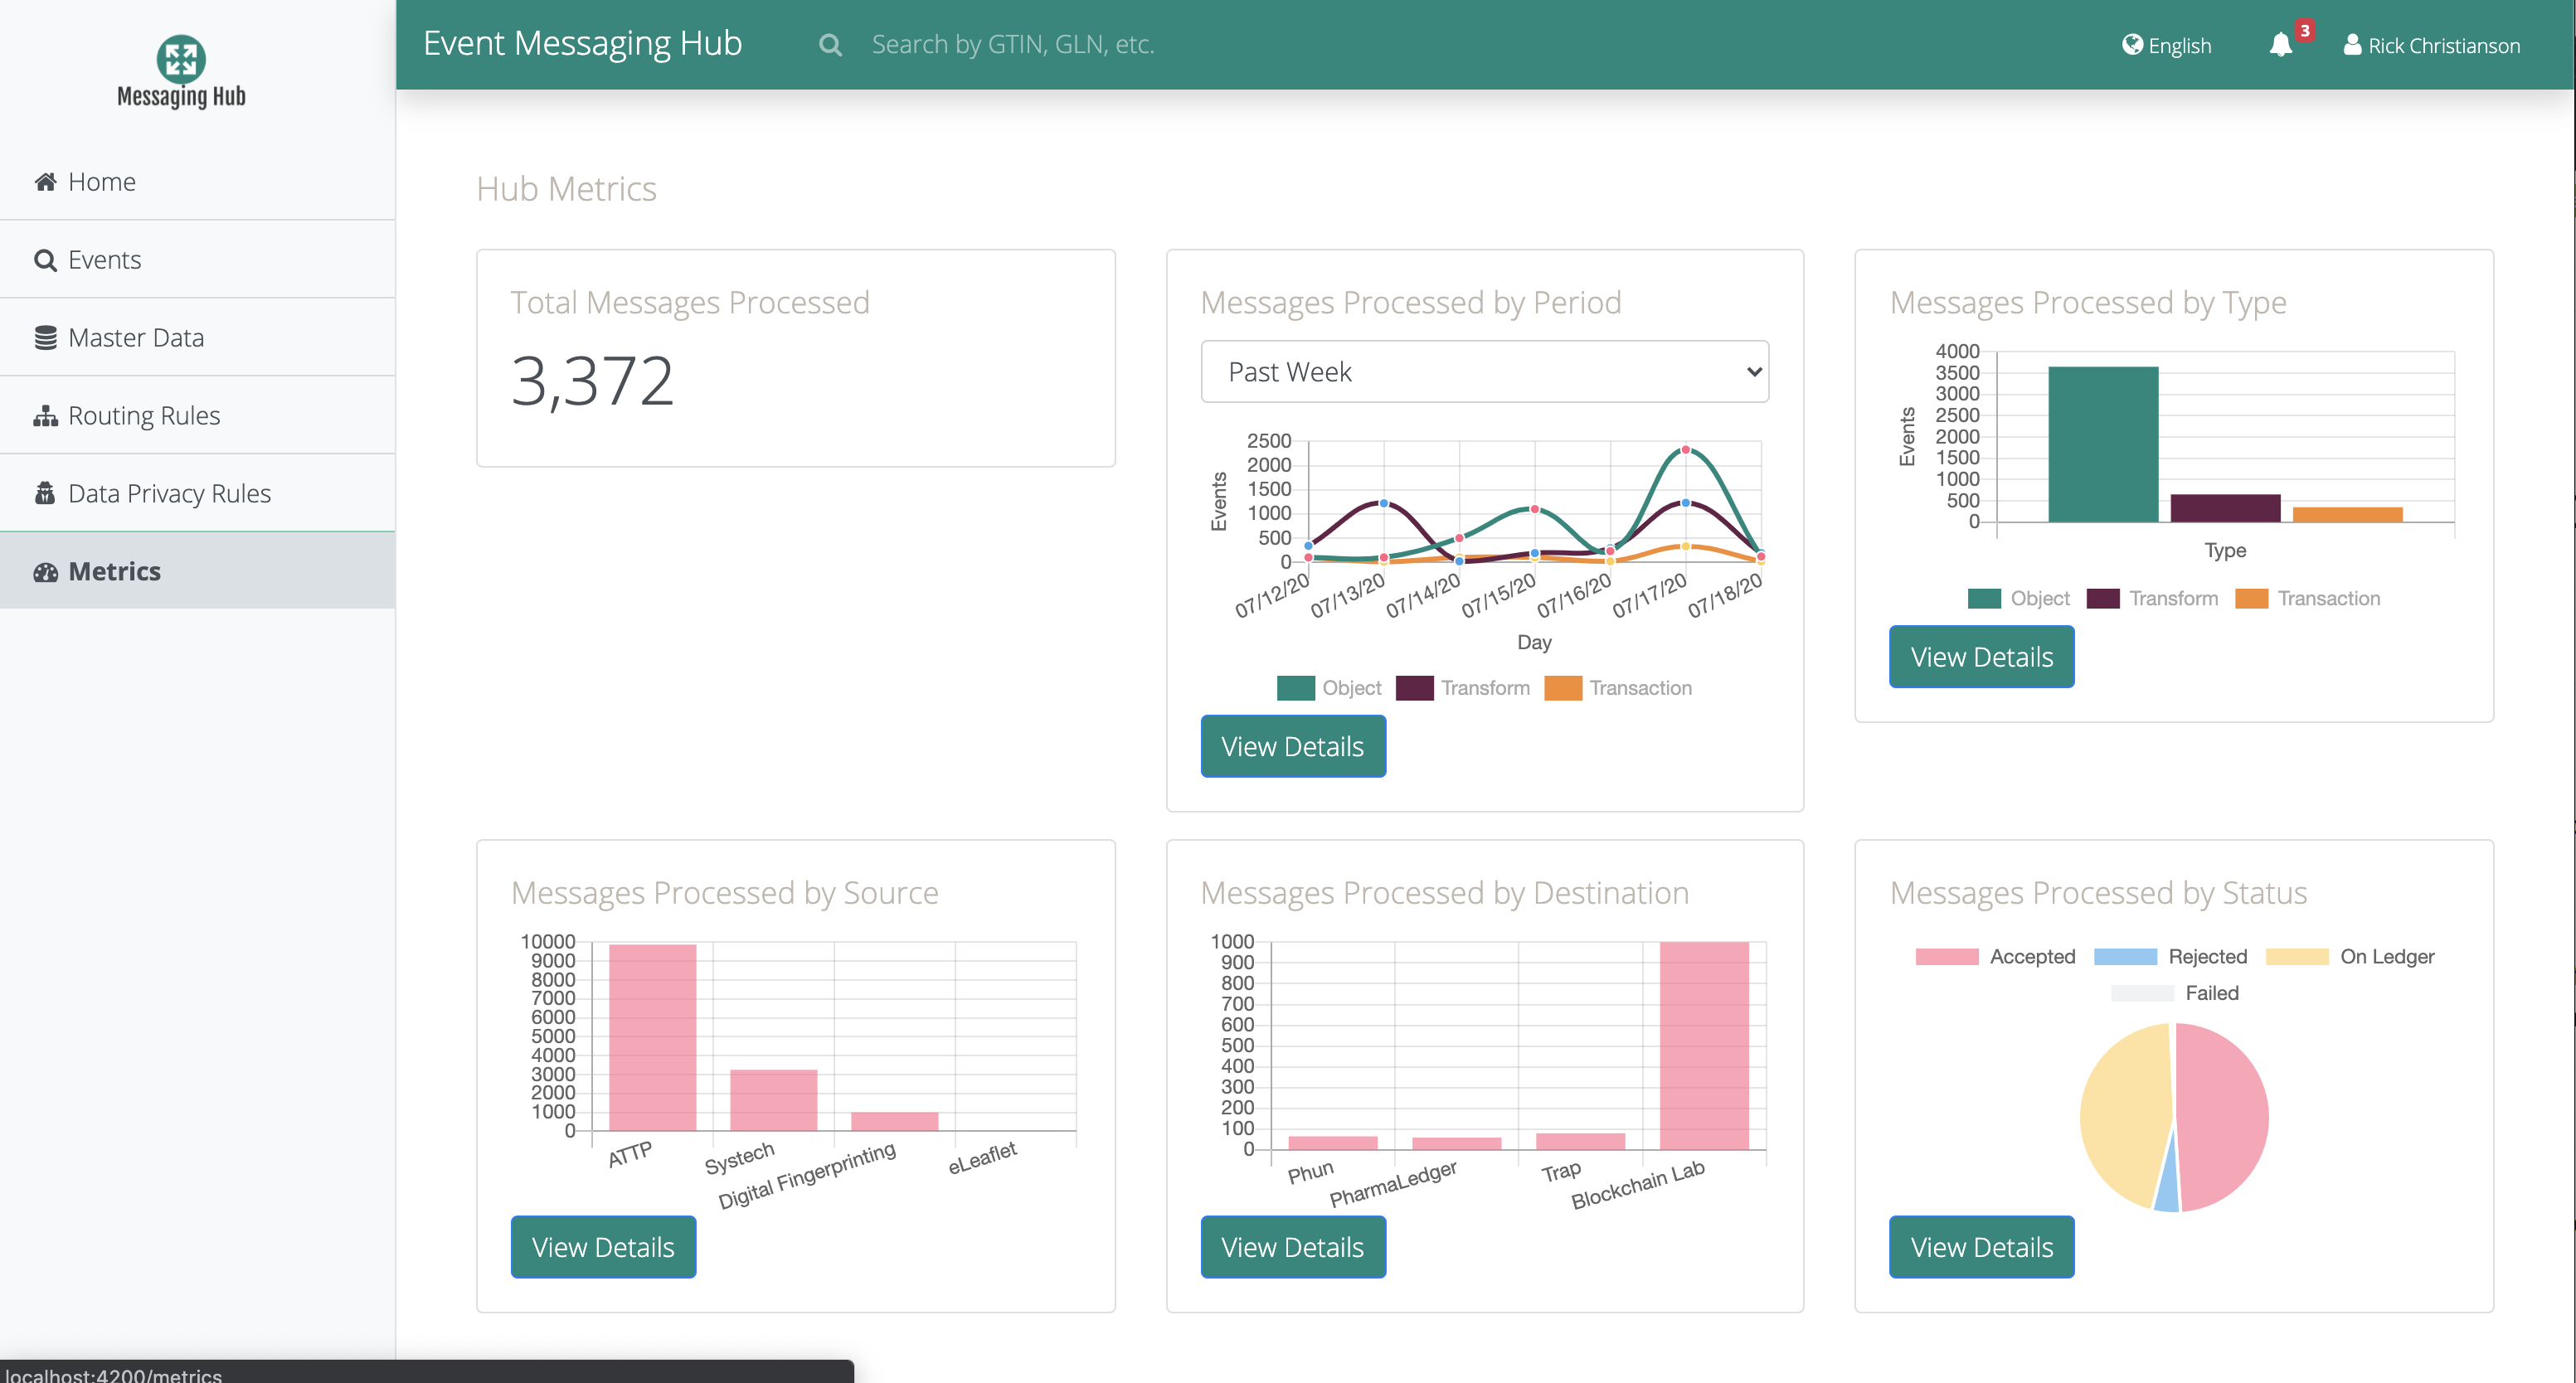 Messaging Hub
Home
Events
Master Data
Routing Rules
Data Privacy Rules
Metrics
Event Messaging Hub
Search by GTIN, GLN, etc.
English
3
Rick Christianson
Hub Metrics
Total Messages Processed
3,372
Messages Processed by Period
Past Week
2500
2000
1500
1000
500
0
Events
07/12/20 07/13/20 07/14/20 07/15/20 07/16/20 07/17/20 07/18/20
Day
Object Transform Transaction
View Details
Messages Processed by Type
4000
3500
3000
2500
2000
1500
1000
500
0
Events
Type
Object Transform Transaction
View Details
Messages Processed by Source
10000
9000
8000
7000
6000
5000
4000
3000
2000
1000
0
ATTP Systech Digital Fingerprinting eLeaflet
View Details
Messages Processed by Destination
1000
900
800
700
600
500
400
300
200
100
0
Phun PharmaLedger Trap Blockchain Lab
View Details
Messages Processed by Status
Accepted Rejected On Ledger
Failed
View Details
localhost:4200/metrics